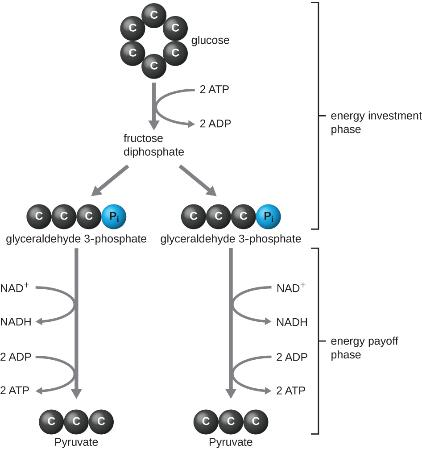 C
C C
C C
C
glucose
2 ATP
2 ADP
energy investment
phase
fructose
diphosphate
C C C Pi
C C C Pi
glyceraldehyde 3-phosphate
glyceraldehyde 3-phosphate
NAD+
NADH
2 ADP
2 ATP
NAD+
NADH
2 ADP
2 ATP
energy payoff
phase
C C C
C C C
Pyruvate
Pyruvate